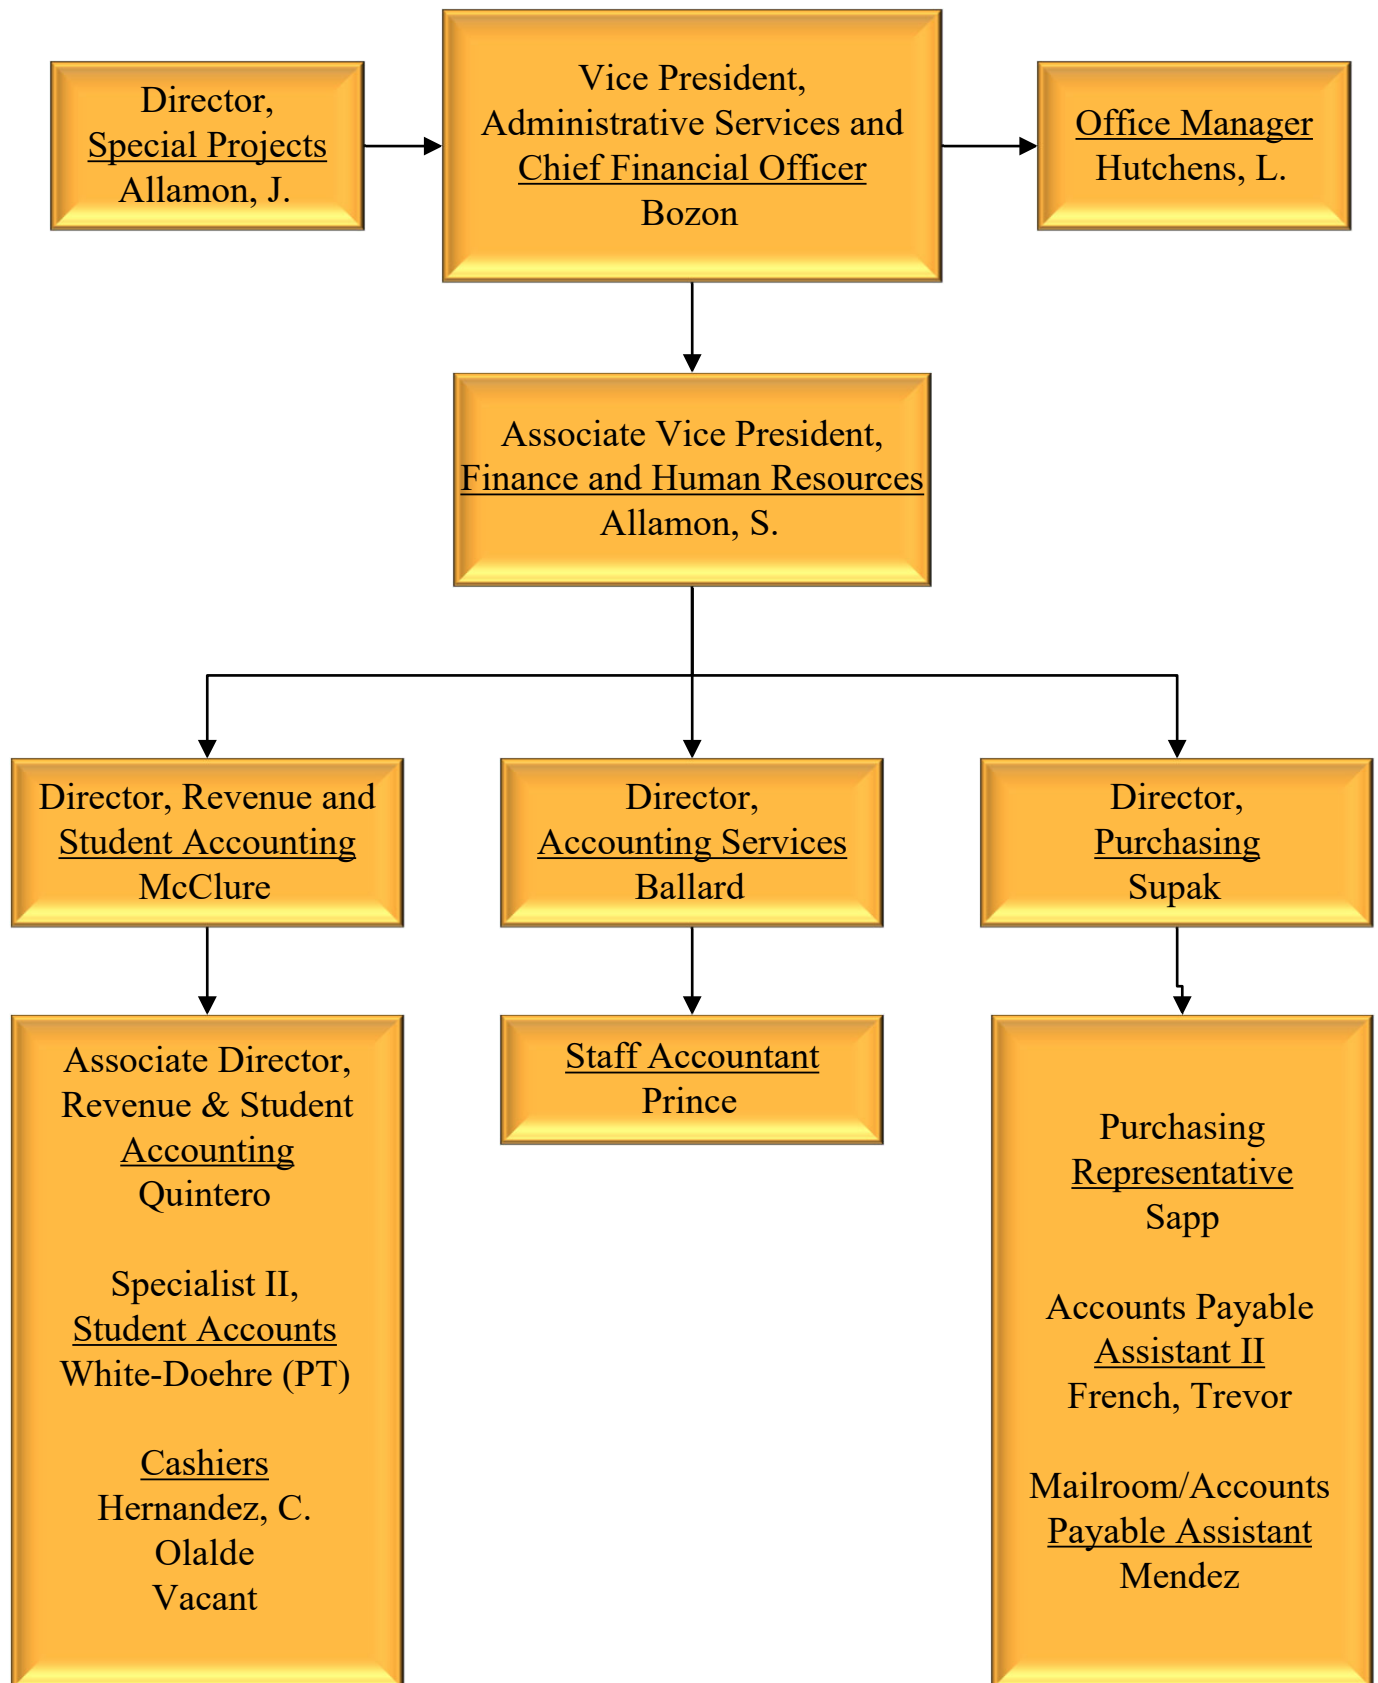 Director,
Special Projects
Allamon, J.
Vice President,
Administrative Services and
Chief Financial Officer
Bozon
Office Manager
Hutchens, L.
Associate Vice President,
Finance and Human Resources
Allamon, S.
Director, Revenue and
Student Accounting
McClure
Director,
Accounting Services
Ballard
Director,
Purchasing
Supak
Associate Director,
Revenue & Student
Accounting
Quintero
Specialist II,
Student Accounts
White-Doehre (PT)
Cashiers
Hernandez, C.
Olalde
Vacant
Staff Accountant
Prince
Purchasing
Representative
Sapp
Accounts Payable
Assistant II
French, Trevor
Mailroom/Accounts
Payable Assistant
Mendez